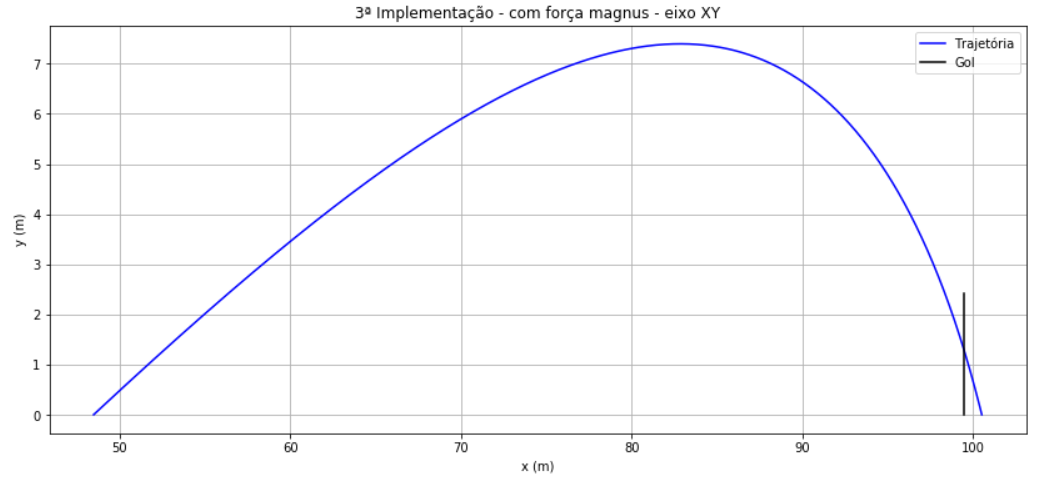 3ª Implementação - com força magnus - eixo XY
Trajetória
Gol
7
6
5
4
3
2
1
0
y (m)
50 60 70 80 90 100
x (m)